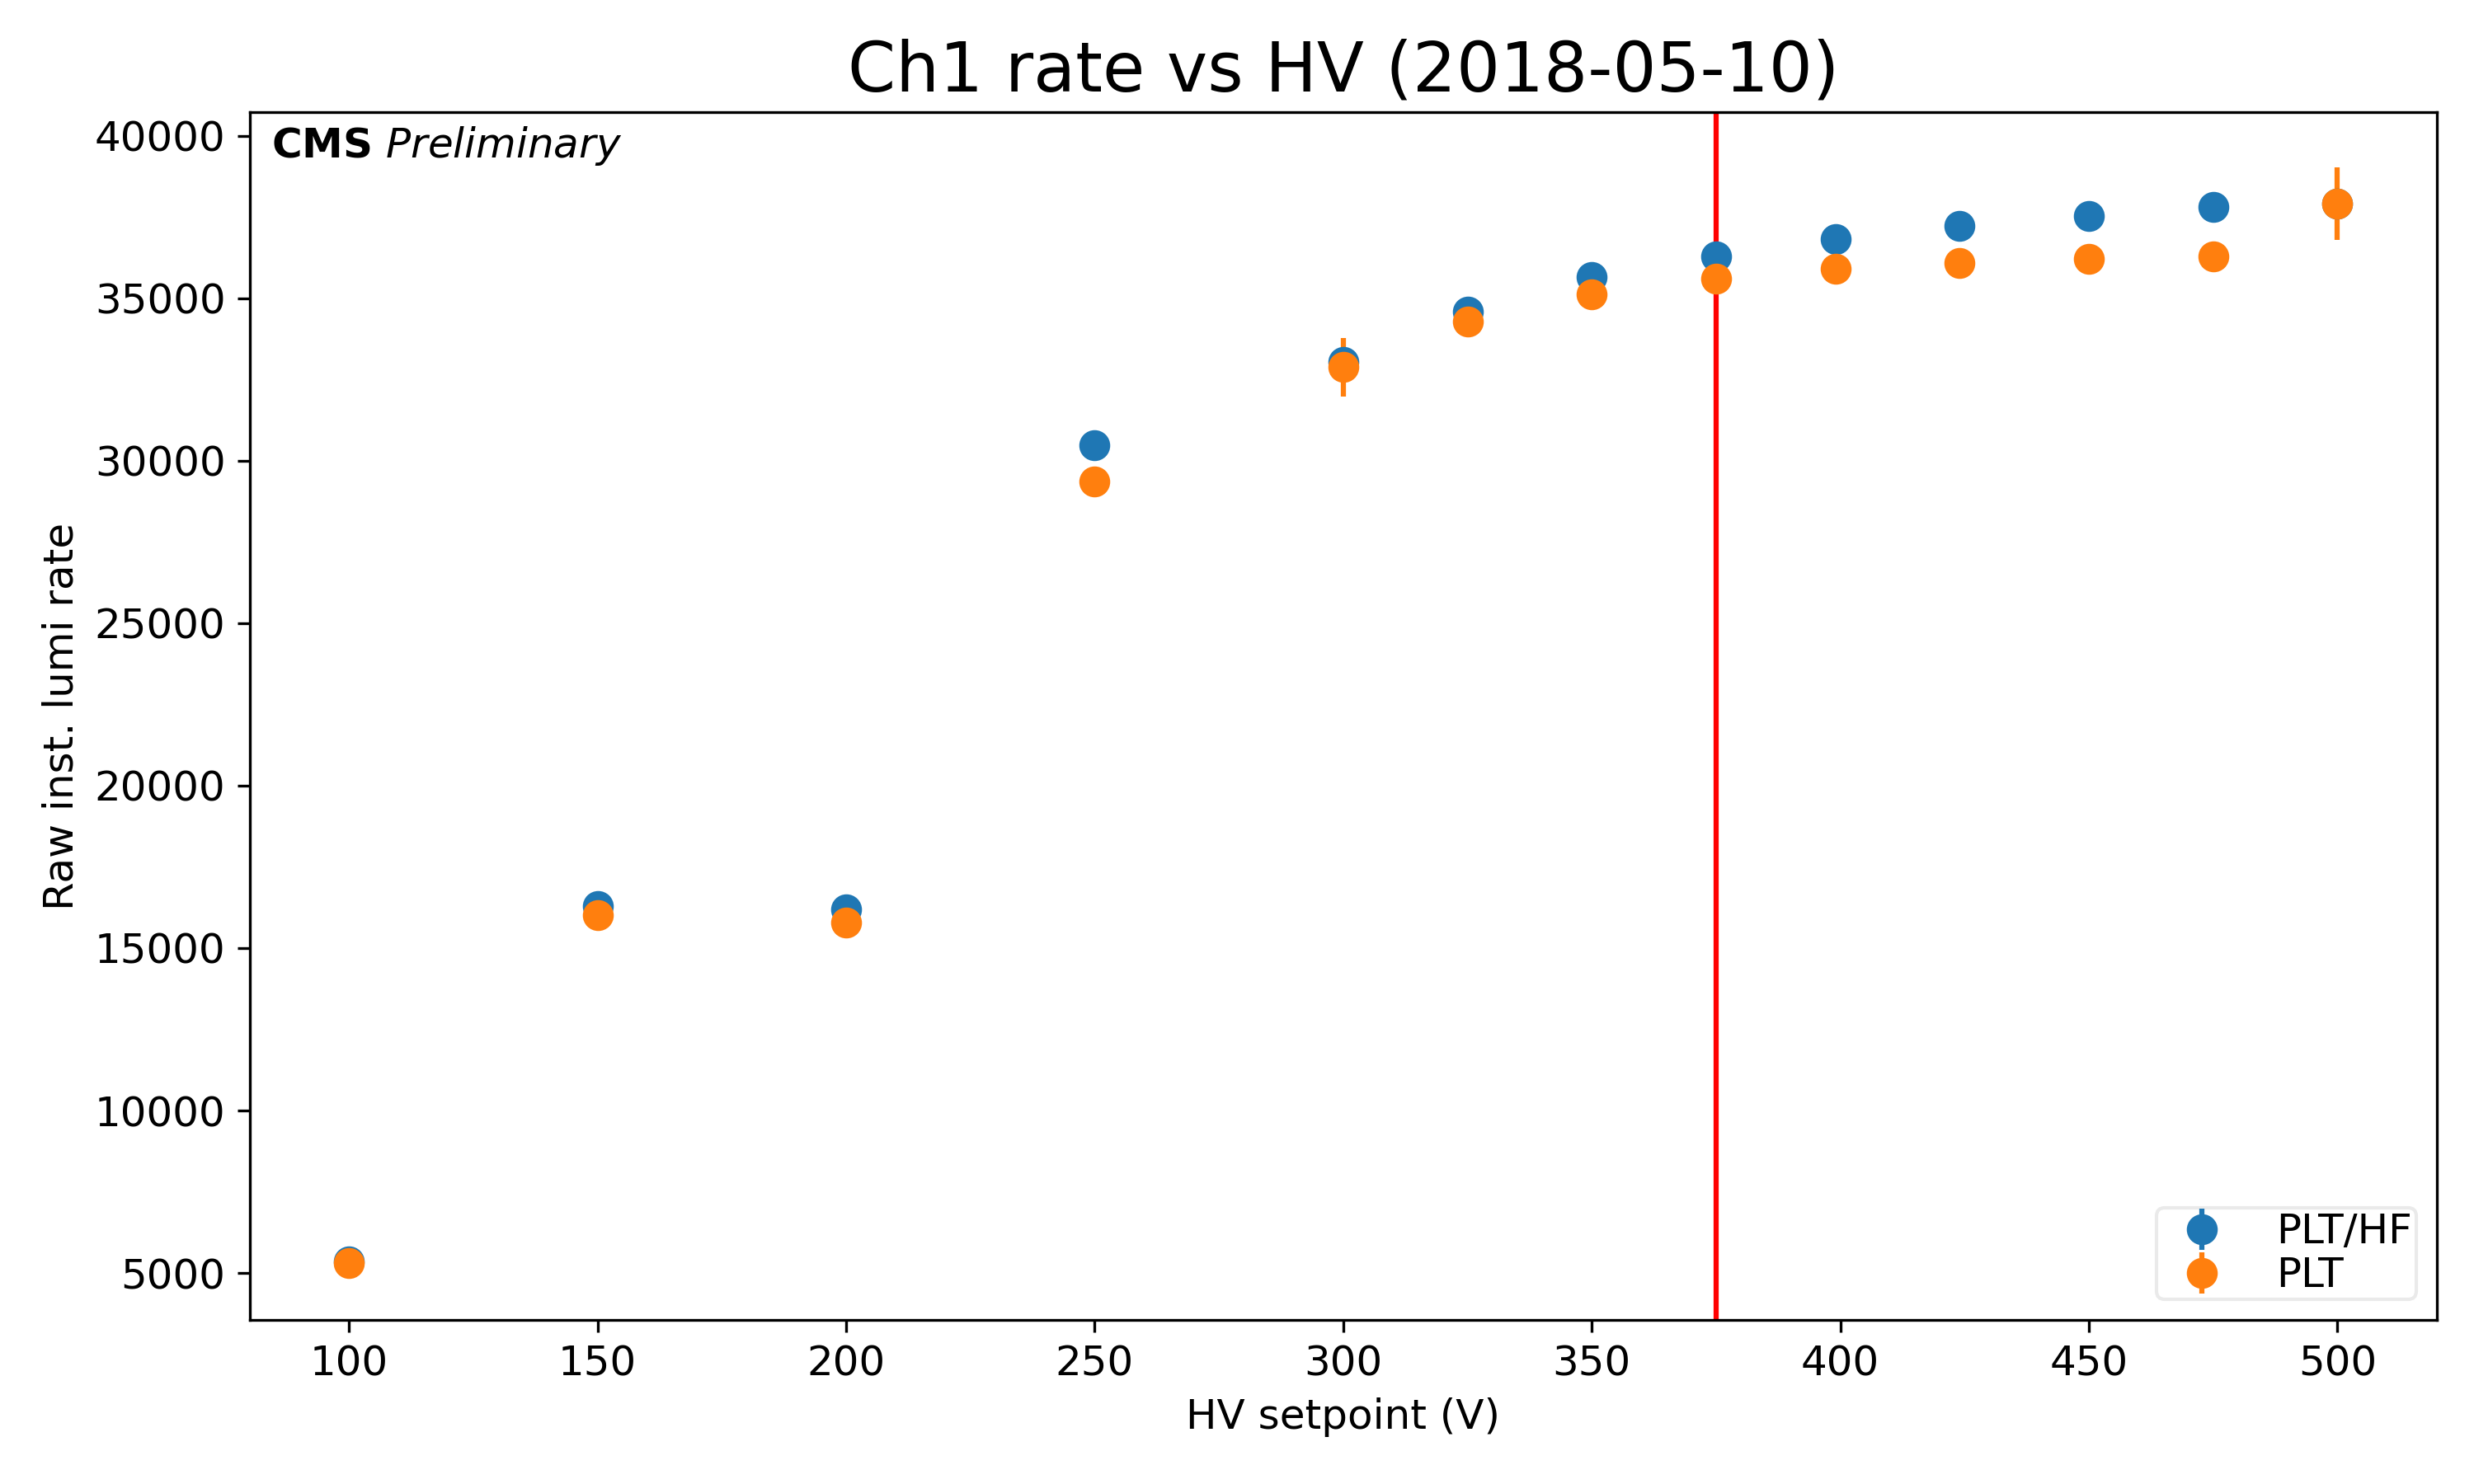 Ch1 rate vs HV (2018-05-10)
CMS Preliminary
40000
35000
30000
25000
20000
15000
10000
5000
Raw inst. lumi rate
PLT/HF
PLT
100 150 200 250 300 350 400 450 500
HV setpoint (V)